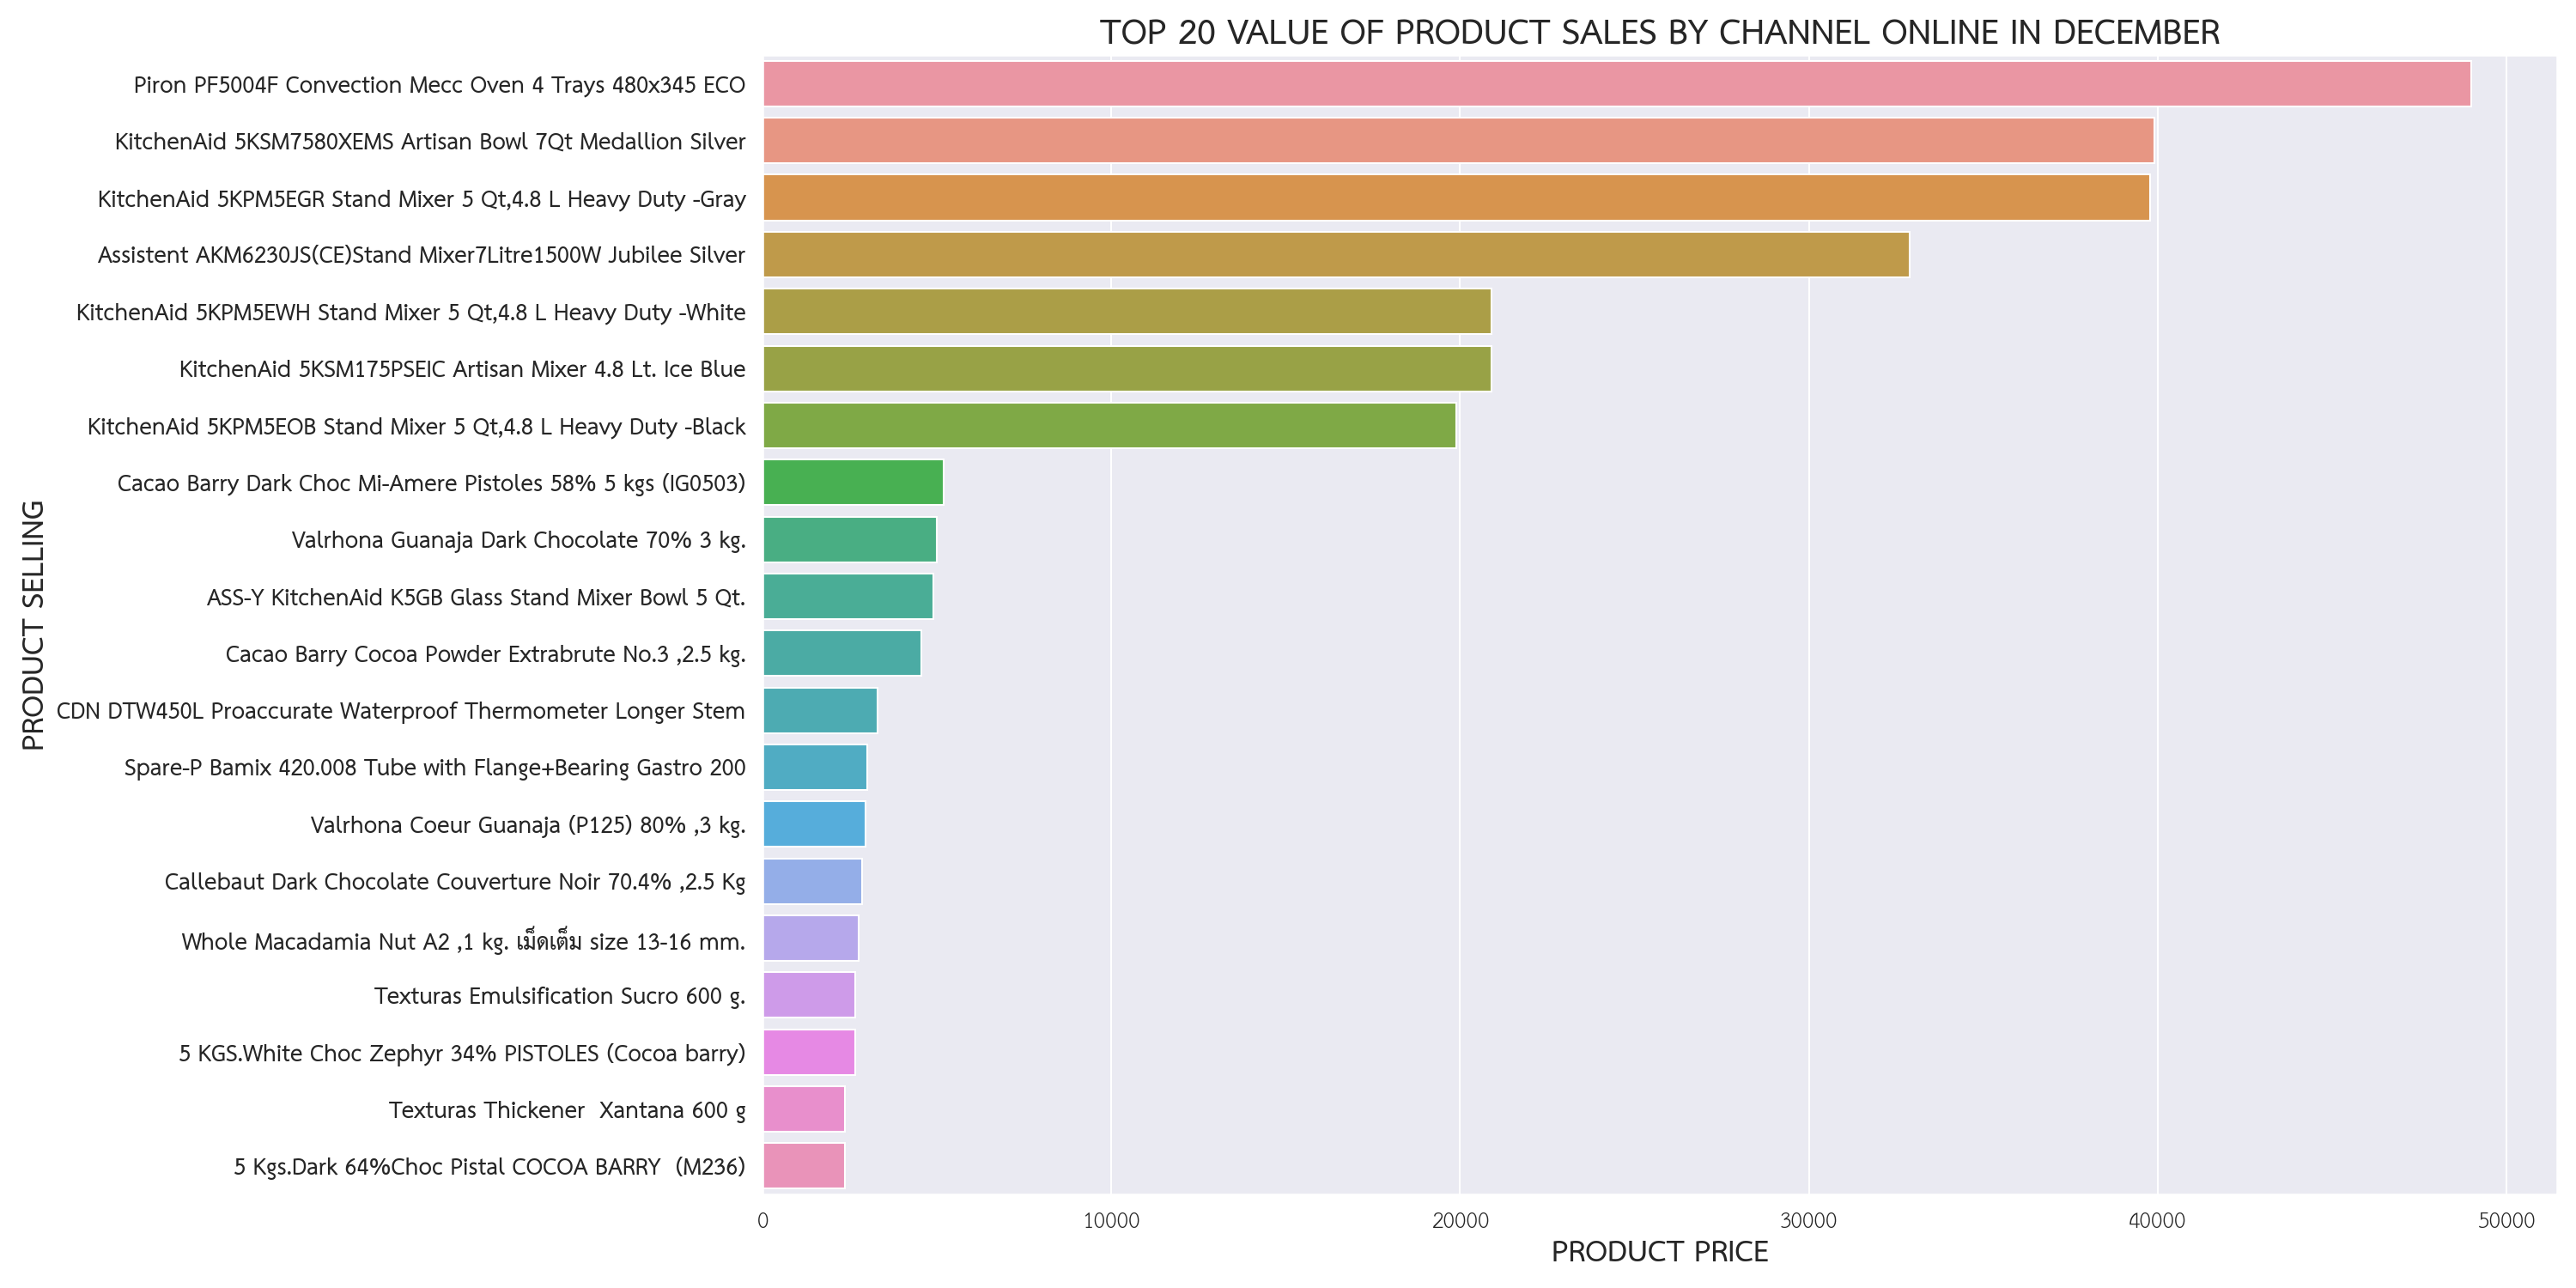 TOP 20 VALUE OF PRODUCT SALES BY CHANNEL ONLINE IN DECEMBER
PRODUCT SELLING
Piron PF5004F Convection Mecc Oven 4 Trays 480x345 ECO
KitchenAid 5KSM7580XEMS Artisan Bowl 7Qt Medallion Silver
KitchenAid 5KPM5EGR Stand Mixer 5 Qt,4.8 L Heavy Duty -Gray
Assistent AKM6230JS(CE)Stand Mixer7Litre1500W Jubilee Silver
KitchenAid 5KPM5EWH Stand Mixer 5 Qt,4.8 L Heavy Duty -White
KitchenAid 5KSM175PSEIC Artisan Mixer 4.8 Lt. Ice Blue
KitchenAid 5KPM5EOB Stand Mixer 5 Qt,4.8 L Heavy Duty -Black
Cacao Barry Dark Choc Mi-Amere Pistoles 58% 5 kgs (IG0503)
Valrhona Guanaja Dark Chocolate 70% 3 kg.
ASS-Y KitchenAid K5GB Glass Stand Mixer Bowl 5 Qt.
Cacao Barry Cocoa Powder Extrabrute No.3 ,2.5 kg.
CDN DTW450L Proaccurate Waterproof Thermometer Longer Stem
Spare-P Bamix 420.008 Tube with Flange+Bearing Gastro 200
Valrhona Coeur Guanaja (P125) 80% ,3 kg.
Callebaut Dark Chocolate Couverture Noir 70.4% ,2.5 Kg
Whole Macadamia Nut A2 ,1 kg. เม็ดเต็ม size 13-16 mm.
Texturas Emulsification Sucro 600 g.
5 KGS.White Choc Zephyr 34% PISTOLES (Cocoa barry)
Texturas Thickener  Xantana 600 g
5 Kgs.Dark 64%Choc Pistal COCOA BARRY  (M236)
0 10000 20000 30000 40000 50000
PRODUCT PRICE